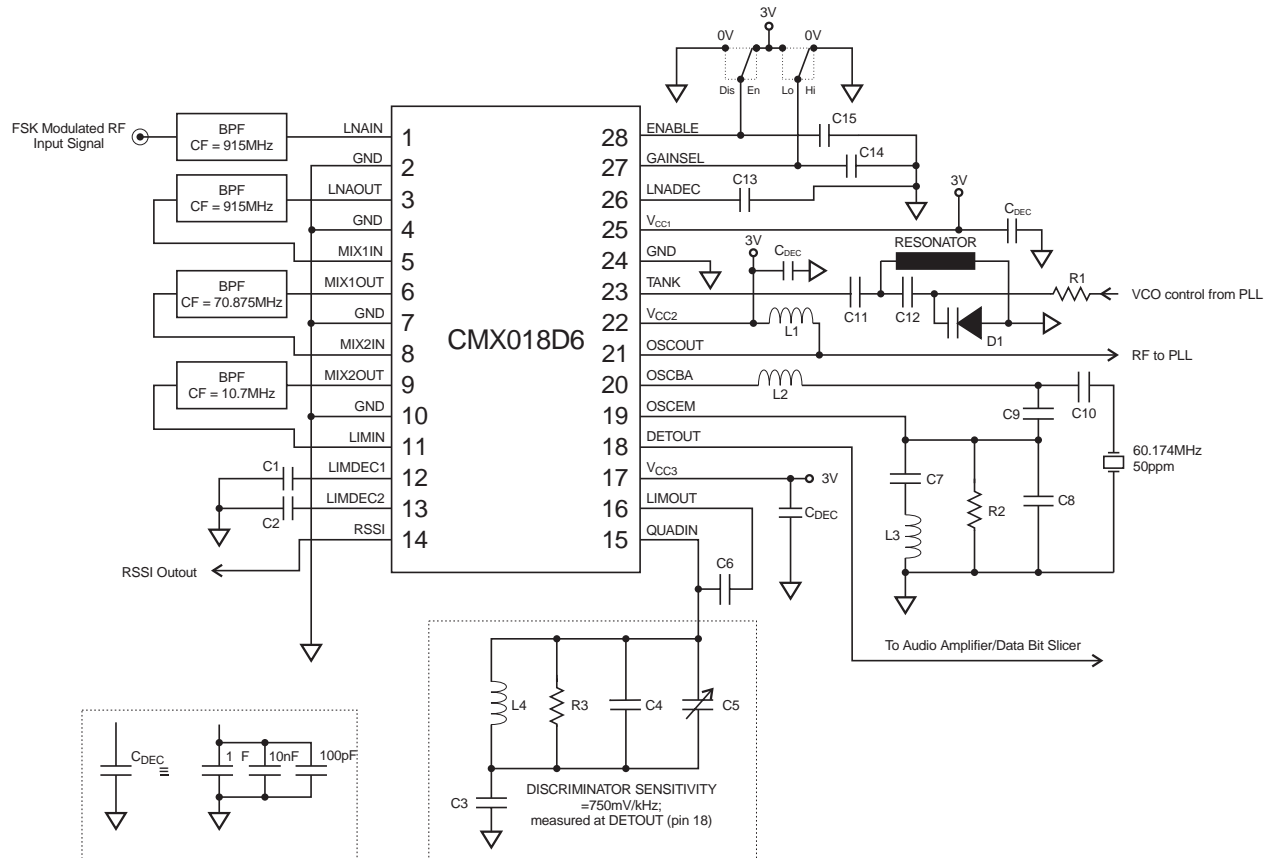 3V
0V
0V
Dis
En
Lo
Hi
FSK Modulated RF
Input Signal
BPF
CF = 915MHz
LNAIN
1
GND
2
BPF
CF = 915MHz
LNAOUT
3
GND
4
MIX1IN
5
BPF
CF = 70.875MHz
MIX1OUT
6
GND
7
MIX2IN
8
BPF
CF = 10.7MHz
MIX2OUT
9
GND
10
LIMIN
11
C1
LIMDEC1
12
LIMDEC2
13
C2
RSSI
14
RSSI Outout
CMX018D6
28
ENABLE
C15
27
GAINSEL
C14
26
LNADEC
C13
3V
25
VCC1
CDEC
24
GND
3V
CDEC
RESONATOR
23
TANK
C11
C12
R1
VCO control from PLL
D1
22
VCC2
L1
21
OSCOUT
RF to PLL
20
OSCBA
L2
C9
C10
19
OSCEM
18
DETOUT
60.174MHz
50ppm
17
VCC3
3V
C7
16
LIMOUT
CDEC
R2
C8
L3
15
QUADIN
C6
To Audio Amplifier/Data Bit Slicer
L4
R3
C4
C5
C3
DISCRIMINATOR SENSITIVITY
=750mV/kHz;
measured at DETOUT (pin 18)
CDEC
≡
1 F
10nF
100pF